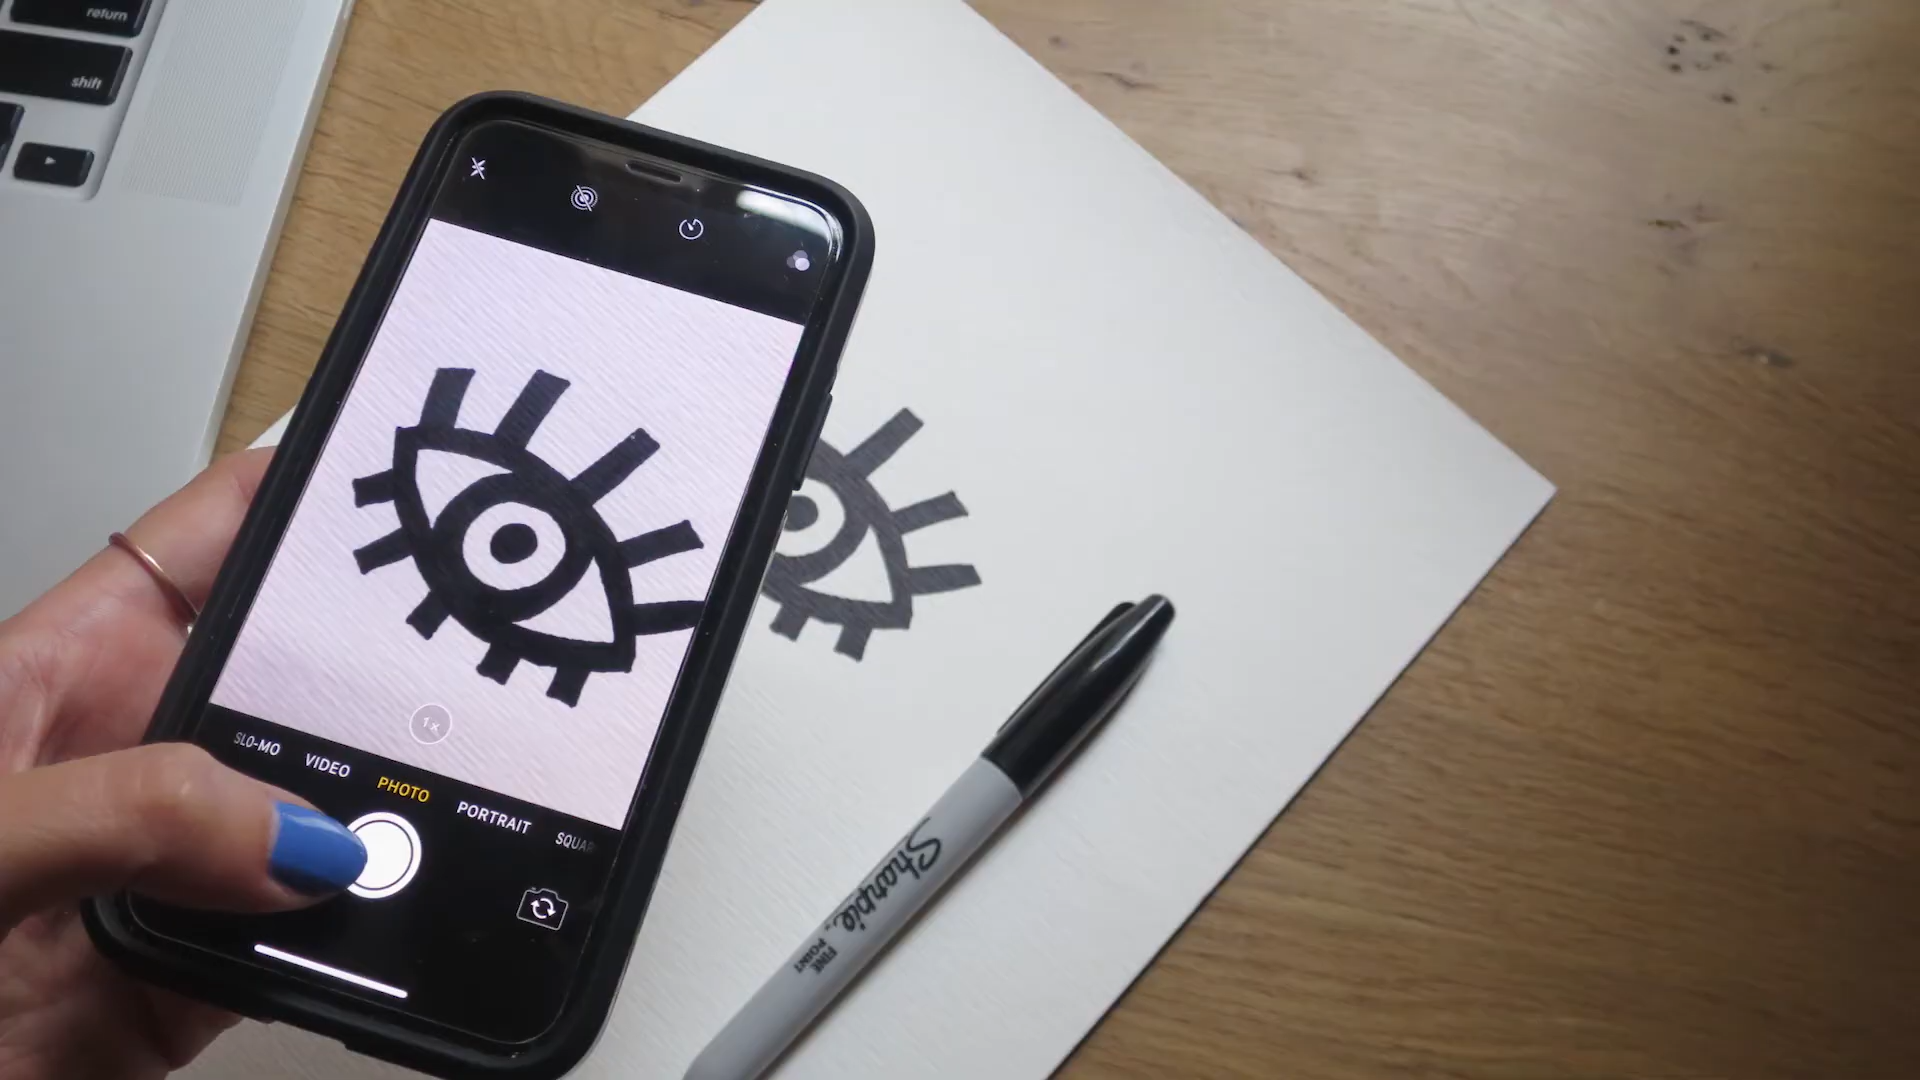 return
shift
1x
SLO-MO VIDEO PHOTO PORTRAIT SQUAR
Sharpie
FINE
POINT